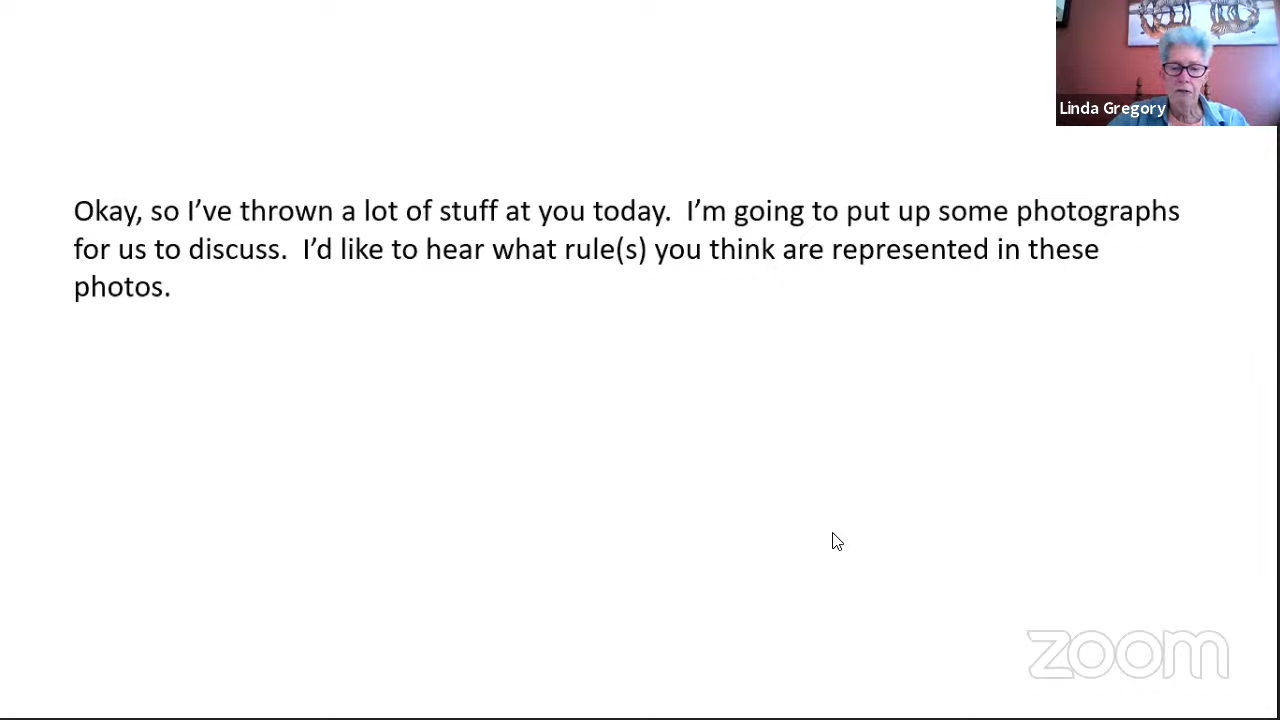 Linda Gregory
Okay, so I’ve thrown a lot of stuff at you today.  I’m going to put up some photographs
for us to discuss.  I’d like to hear what rule(s) you think are represented in these
photos.
zoom